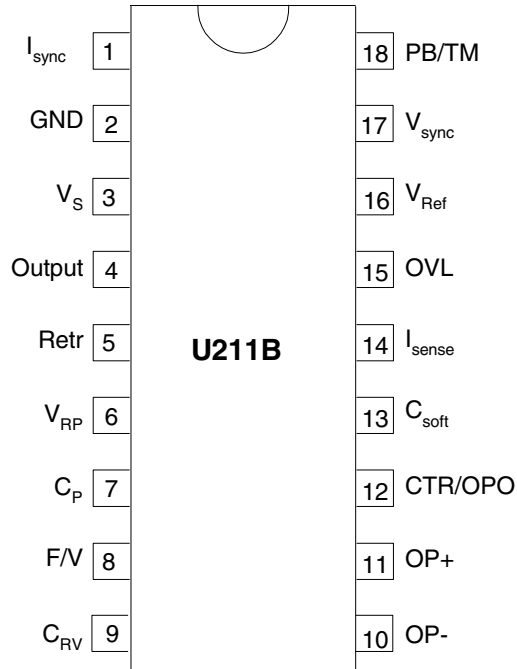 I_sync 1 18 PB/TM
GND 2 17 V_sync
V_S 3 16 V_Ref
Output 4 15 OVL
Retr 5 U211B 14 I_sense
V_RP 6 13 C_soft
C_P 7 12 CTR/OPO
F/V 8 11 OP+
C_RV 9 10 OP-